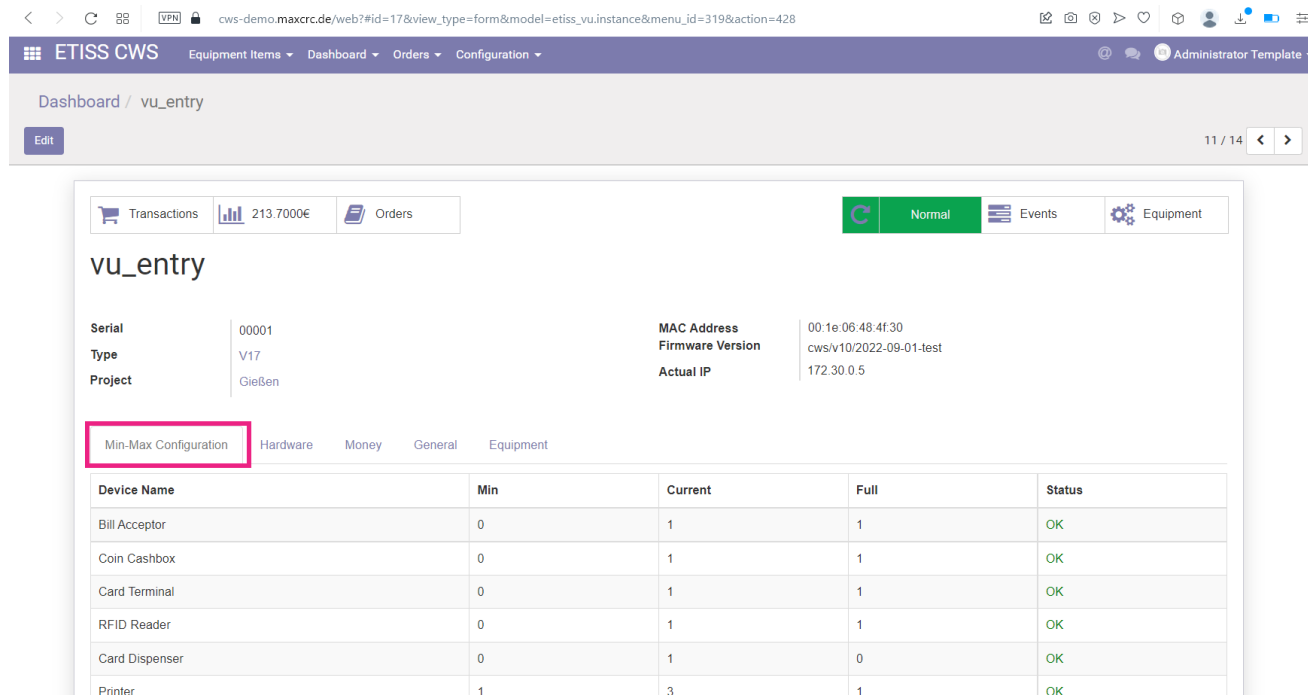 VPN cws-demo.maxcrc.de/web?#id=17&view_type=form&model=etiss_vu.instance&menu_id=319&action=428
ETISS CWS Equipment Items Dashboard Orders Configuration @ Administrator Template
Dashboard / vu_entry
Edit 11 / 14
Transactions 213.7000€ Orders Normal Events Equipment
vu_entry
Serial 00001 MAC Address 00:1e:06:48:4f:30
Type V17 Firmware Version cws/v10/2022-09-01-test
Project Gießen Actual IP 172.30.0.5
Min-Max Configuration Hardware Money General Equipment
Device Name Min Current Full Status
Bill Acceptor 0 1 1 OK
Coin Cashbox 0 1 1 OK
Card Terminal 0 1 1 OK
RFID Reader 0 1 1 OK
Card Dispenser 0 1 0 OK
Printer 1 3 1 OK